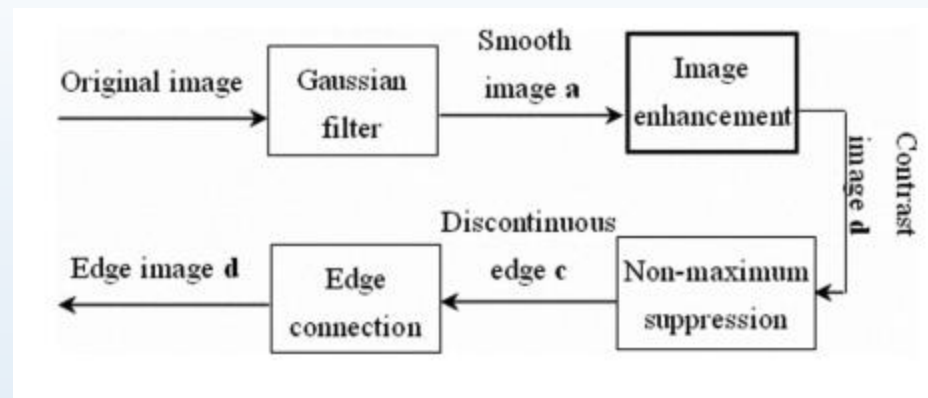 Original image
Gaussian
filter
Smooth
image a
Image
enhancement
Contrast
image d
Non-maximum
suppression
Discontinuous
edge c
Edge
connection
Edge image d